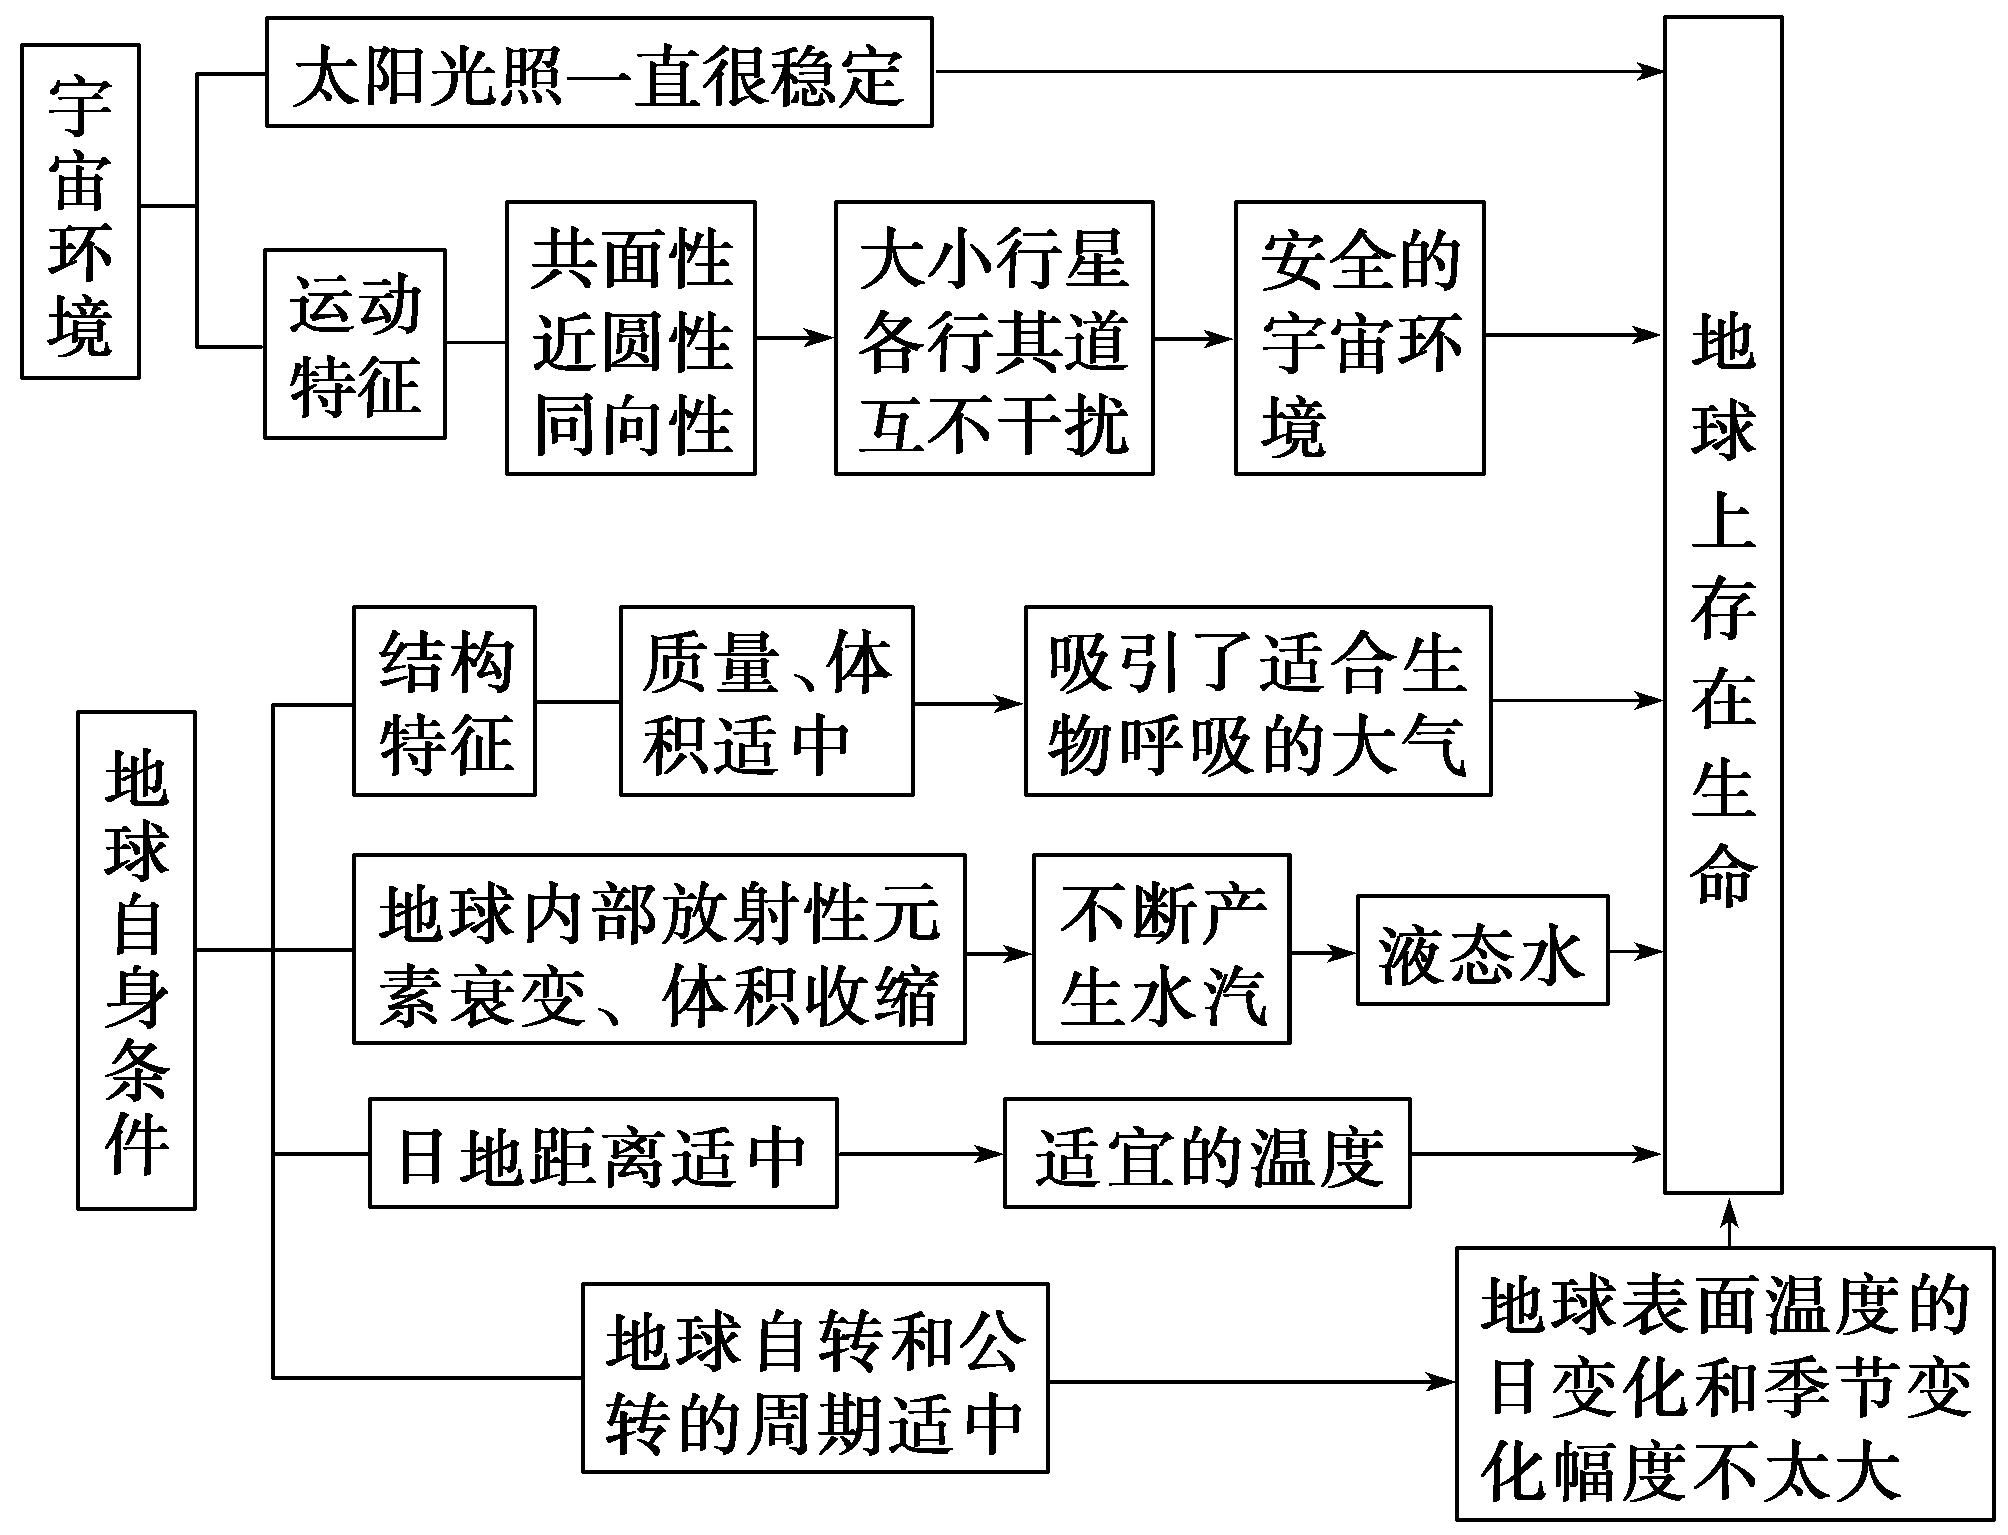 宇宙环境
太阳光照一直很稳定
运动
特征
共面性
近圆性
同向性
大小行星
各行其道
互不干扰
安全的
宇宙环
境
地球上存在生命
地球自身条件
结构
特征
质量、体
积适中
吸引了适合生
物呼吸的大气
地球内部放射性元
素衰变、体积收缩
不断产
生水汽
液态水
日地距离适中
适宜的温度
地球自转和公
转的周期适中
地球表面温度的
日变化和季节变
化幅度不太大